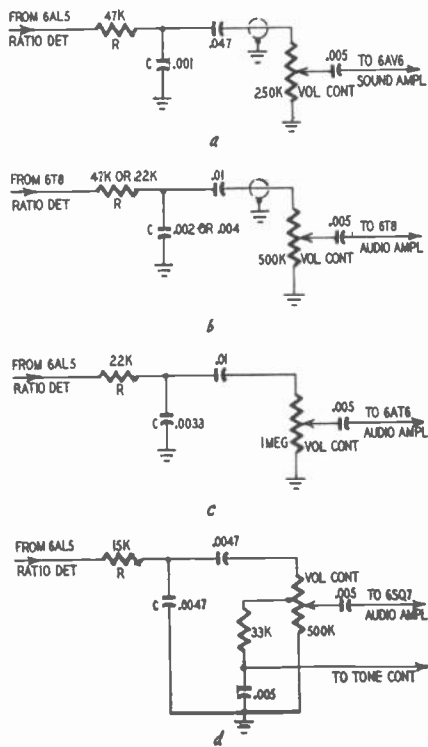 FROM 6AL5
RATIO DET
47K
R
C
.001
.047
250K
VOL CONT
.005
TO 6AV6
SOUND AMPL
a
FROM 6T8
RATIO DET
47K OR 22K
R
C
.002 OR .004
.01
500K
VOL CONT
.005
TO 6T8
AUDIO AMPL
b
FROM 6AL5
RATIO DET
22K
R
C
.0033
.01
1 MEG
VOL CONT
.005
TO 6AT6
AUDIO AMPL
c
FROM 6AL5
RATIO DET
15K
R
C
.0047
.0047
VOL CONT
500K
33K
.005
.005
TO 6SQ7
AUDIO AMPL
TO TONE CONT
d